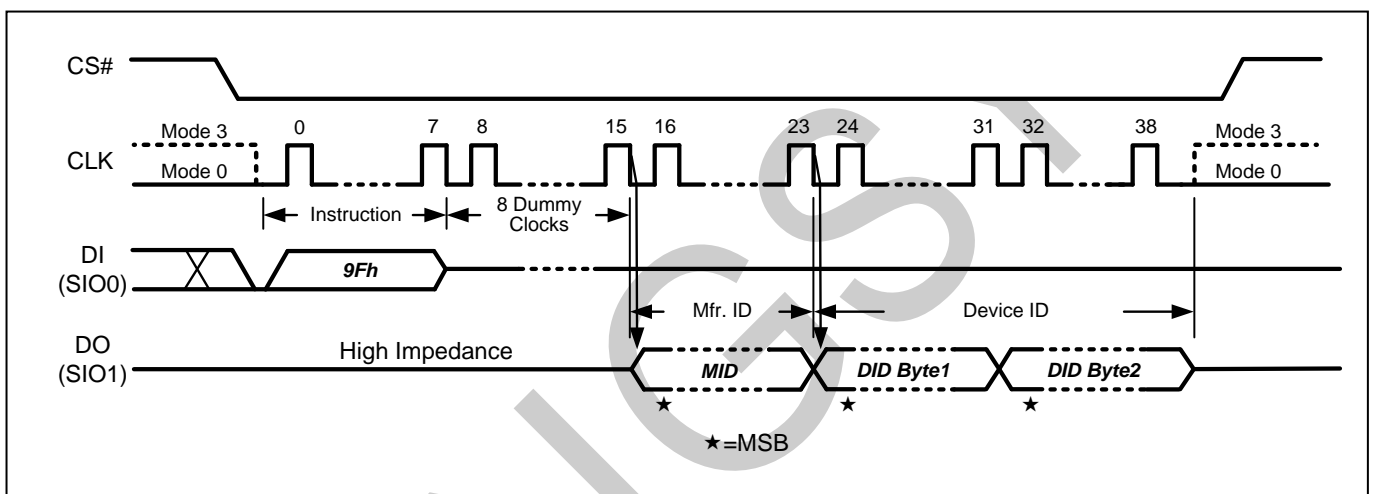 CS#
Mode 3 0 7 8 15 16 23 24 31 32 38 Mode 3
CLK
Mode 0 Mode 0
Instruction
8 Dummy
Clocks
DI
(SIO0)
9Fh
Mfr. ID
Device ID
DO
(SIO1)
High Impedance
MID
DID Byte1
DID Byte2
★ ★ ★
★=MSB